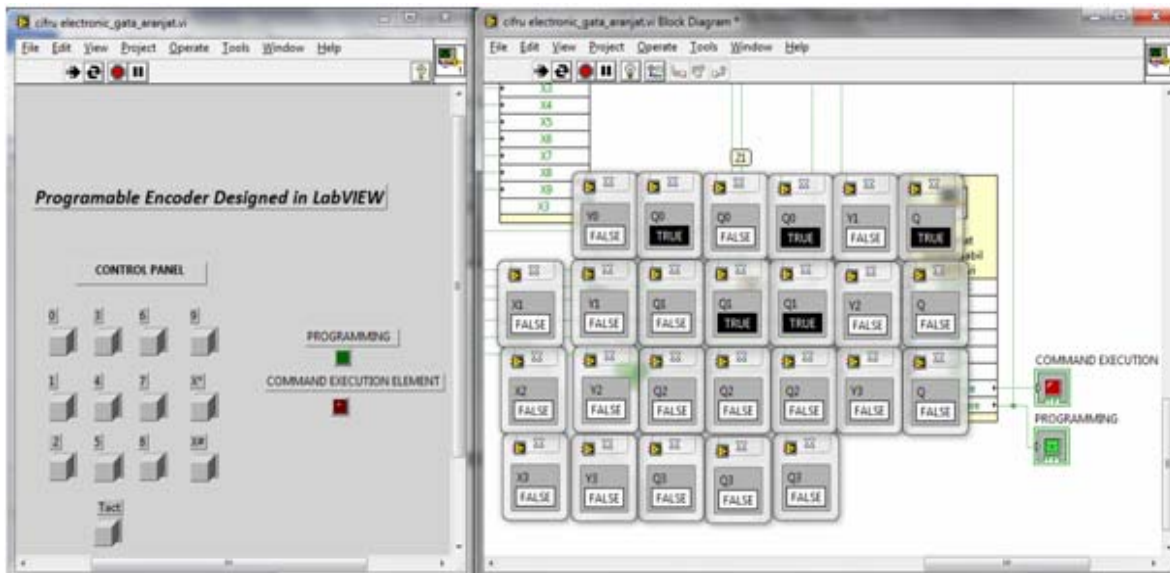 cifru electronic_gata_aranjat.vi
File Edit View Project Operate Tools Window Help
Programable Encoder Designed in LabVIEW
CONTROL PANEL
0 3 6 9
1 4 7 X*
2 5 8 X#
Tact
PROGRAMMING
COMMAND EXECUTION ELEMENT
cifru electronic_gata_aranjat.vi Block Diagram *
File Edit View Project Operate Tools Window Help
X3
X4
X5
X6
X7
X8
X9
21
Y0 Q0 Q0 Q0 Y1 Q
FALSE TRUE FALSE TRUE FALSE TRUE
X1 Y1 Q1 Q1 Q1 Y2 Q
FALSE FALSE FALSE TRUE TRUE FALSE FALSE
X2 Y2 Q2 Q2 Q2 Y3 Q
FALSE FALSE FALSE FALSE FALSE FALSE FALSE
X3 Y3 Q3 Q3 Q3
FALSE FALSE FALSE FALSE FALSE
COMMAND EXECUTION
PROGRAMMING